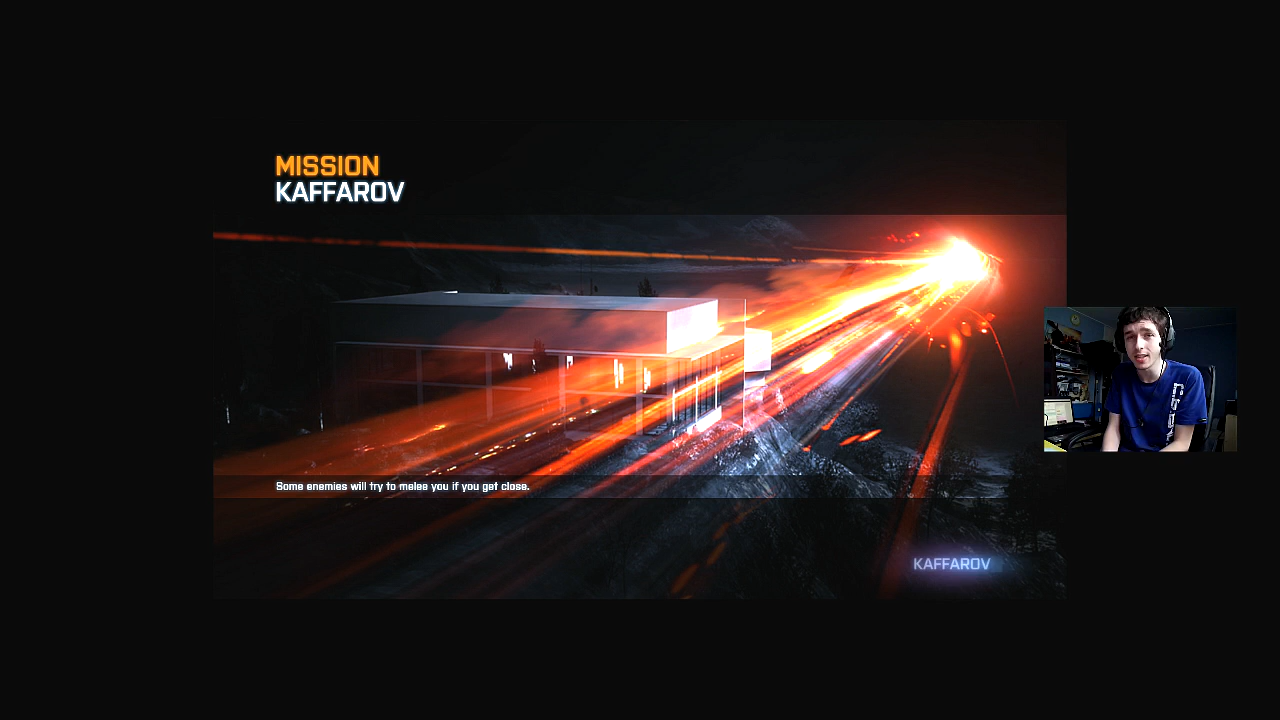 MISSION
KAFFAROV
Some enemies will try to melee you if you get close.
KAFFAROV